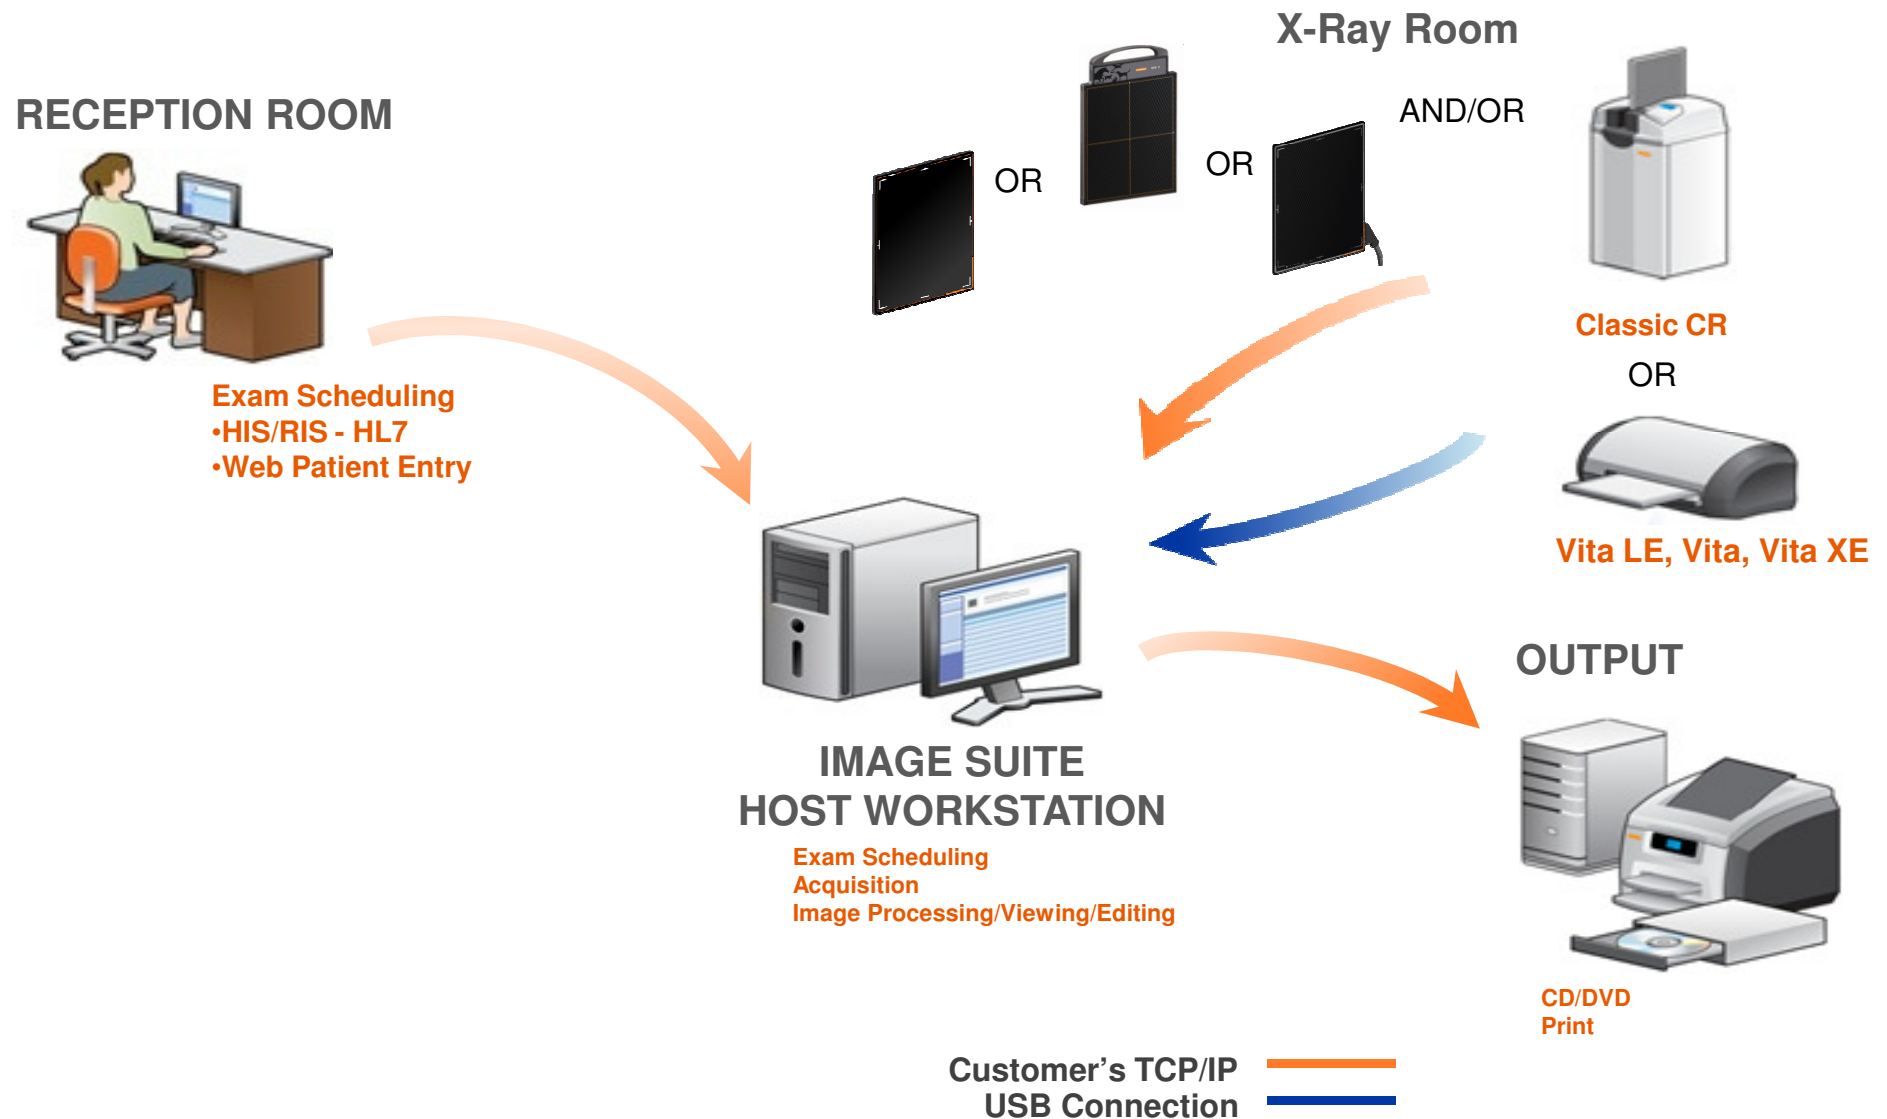 X-Ray Room
RECEPTION ROOM
AND/OR
OR
OR
Classic CR
OR
Exam Scheduling
•HIS/RIS - HL7
•Web Patient Entry
Vita LE, Vita, Vita XE
OUTPUT
IMAGE SUITE
HOST WORKSTATION
Exam Scheduling
Acquisition
Image Processing/Viewing/Editing
CD/DVD
Print
Customer’s TCP/IP
USB Connection